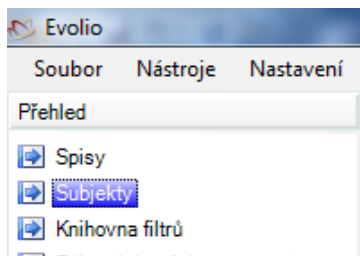 Evolio
Soubor Nástroje Nastavení
Přehled
Spisy
Subjekty
Knihovna filtrů